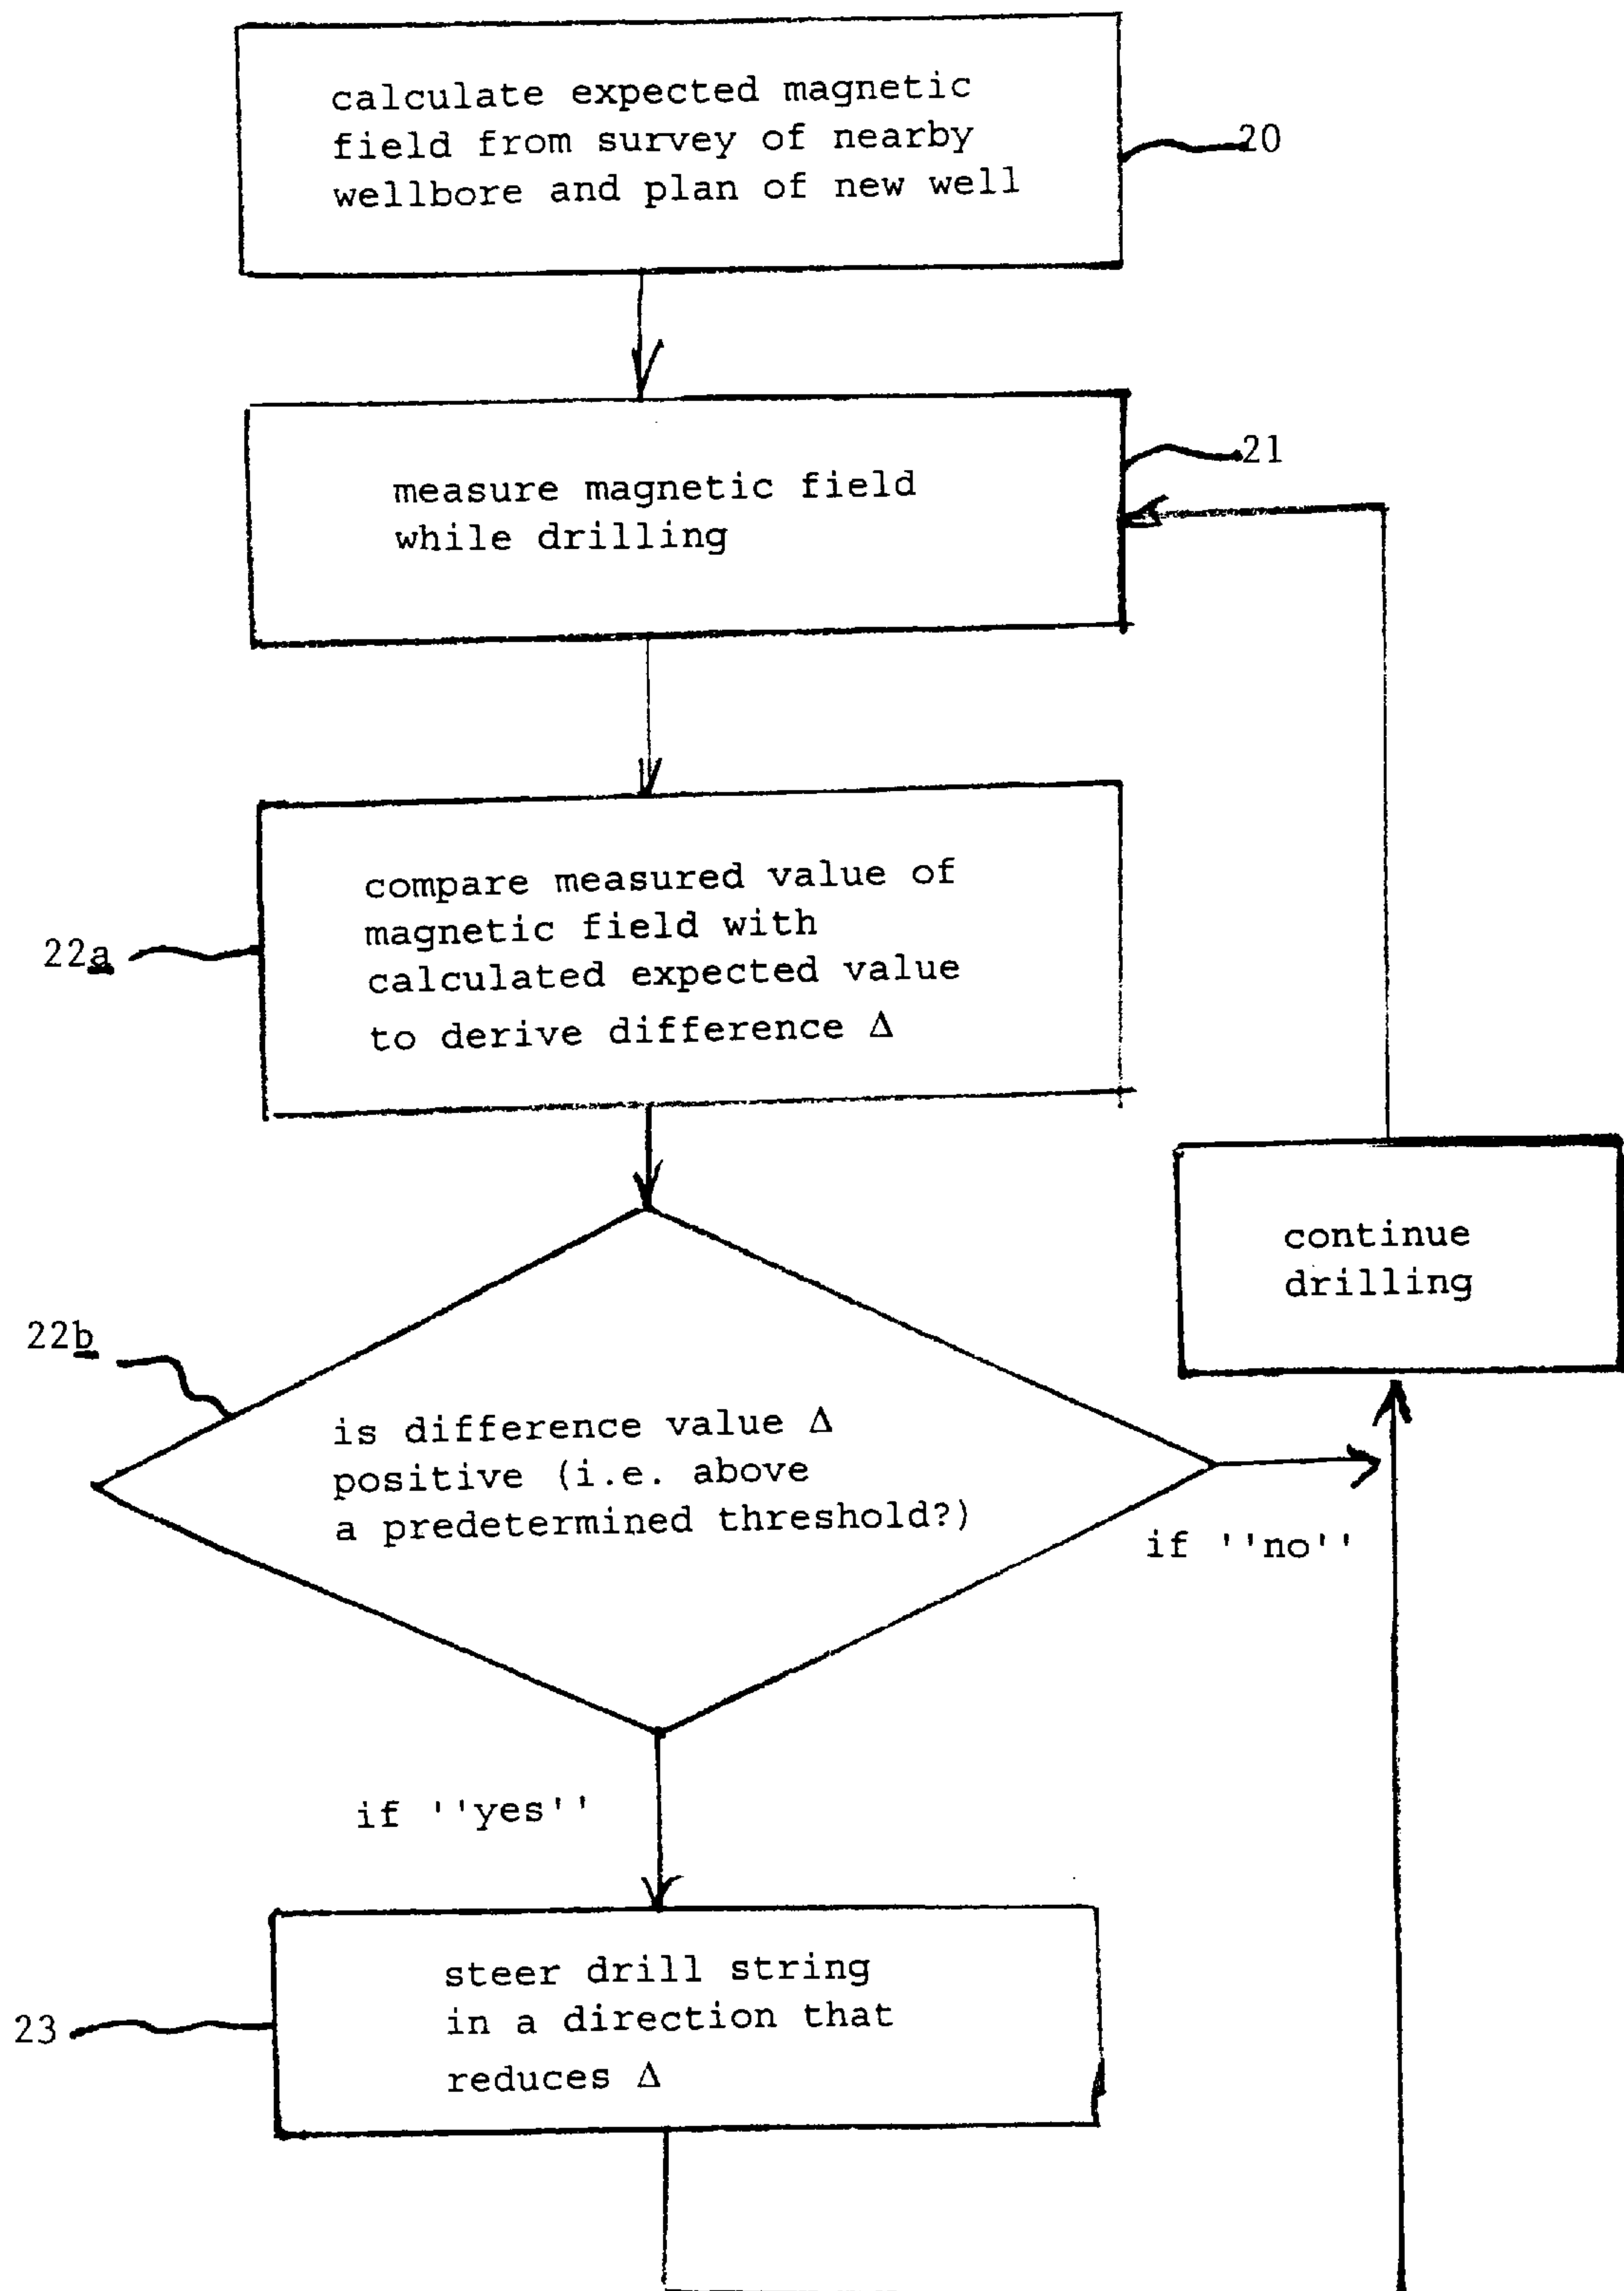 calculate expected magnetic
field from survey of nearby
wellbore and plan of new well
20
measure magnetic field
while drilling
21
compare measured value of
magnetic field with
calculated expected value
to derive difference Δ
22a
continue
drilling
22b
is difference value Δ
positive (i.e. above
a predetermined threshold?)
if ''no''
if ''yes''
steer drill string
in a direction that
reduces Δ
23